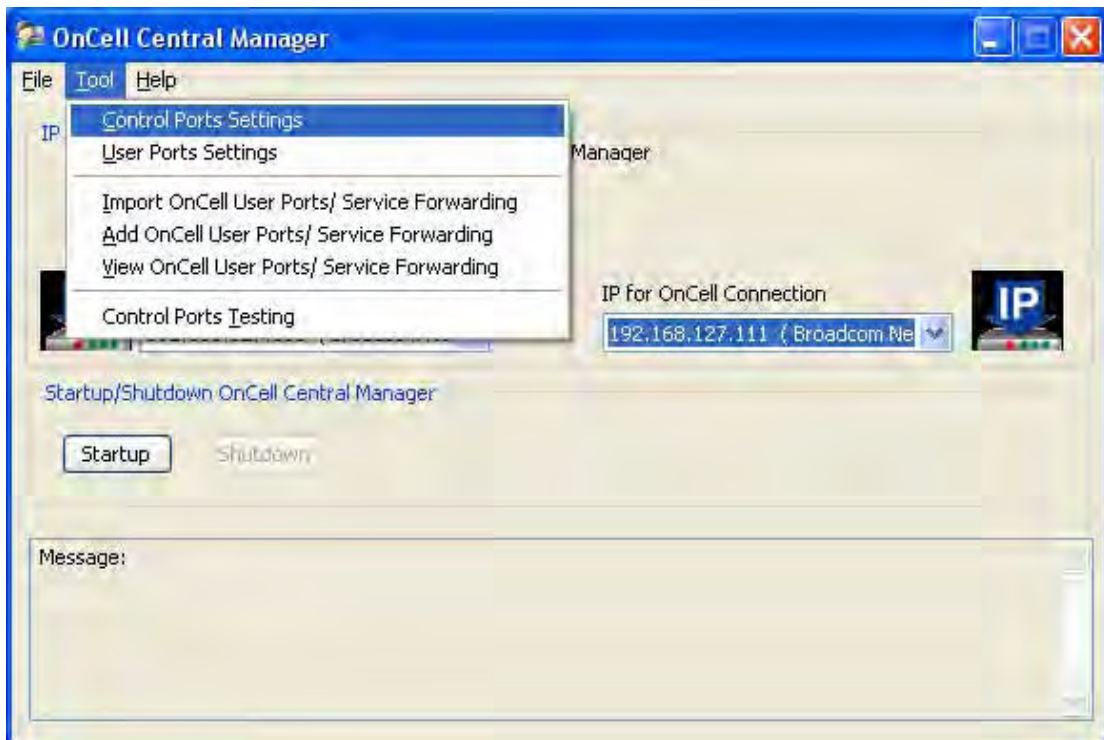 OnCell Central Manager
File Tool Help
Control Ports Settings
IP
User Ports Settings
Manager
Import OnCell User Ports/ Service Forwarding
Add OnCell User Ports/ Service Forwarding
View OnCell User Ports/ Service Forwarding
Control Ports Testing
IP for OnCell Connection
IP
192.168.127.111 ( Broadcom Ne
Startup/Shutdown OnCell Central Manager
Startup Shutdown
Message: